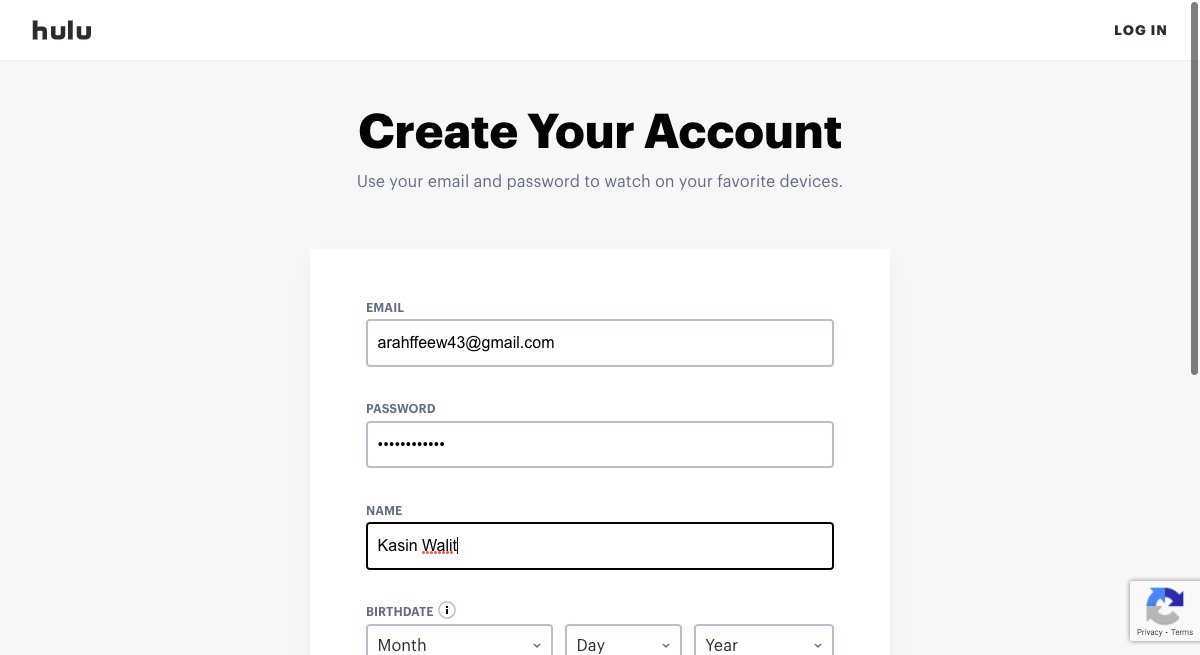 hulu
LOG IN
Create Your Account
Use your email and password to watch on your favorite devices.
EMAIL
arahffeew43@gmail.com
PASSWORD
••••••••••••
NAME
Kasin Walit
BIRTHDATE i
Month Day Year
Privacy - Terms